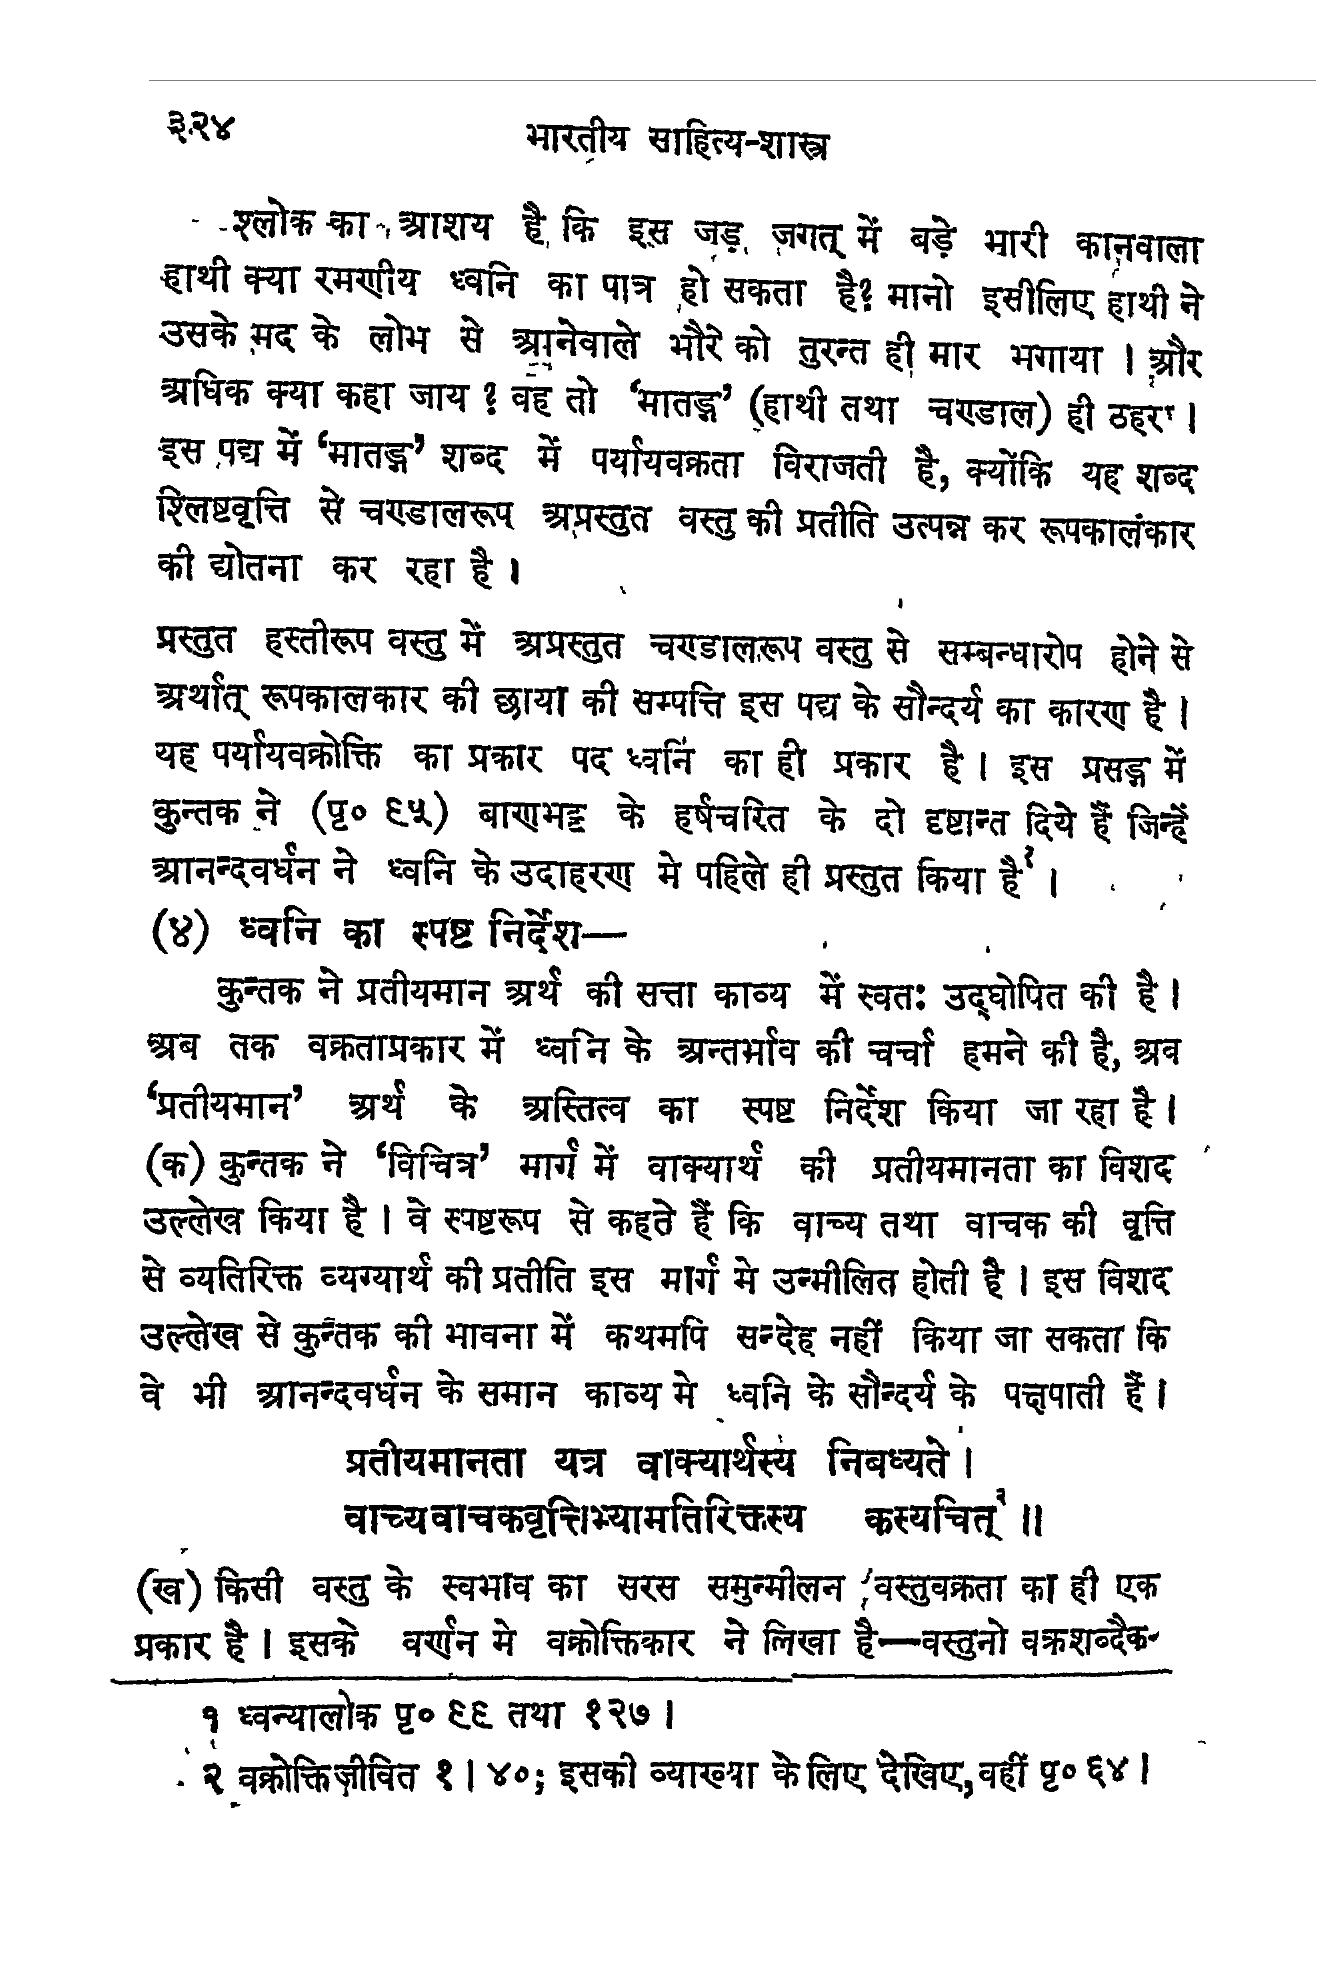 ३२४
भारतीय साहित्य-शास्त्र
श्लोक का आशय है कि इस जड़ जगत् में बड़े भारी कानवाला
हाथी क्या रमणीय ध्वनि का पात्र हो सकता है? मानो इसीलिए हाथी ने
उसके मद के लोभ से आनेवाले भौरे को तुरन्त ही मार भगाया । और
अधिक क्या कहा जाय ? वह तो ‘मातङ्ग’ (हाथी तथा चण्डाल) ही ठहरा ।
इस पद्य में ‘मातङ्ग’ शब्द में पर्यायवक्रता विराजती है, क्योंकि यह शब्द
श्लिष्टवृत्ति से चण्डालरूप अप्रस्तुत वस्तु की प्रतीति उत्पन्न कर रूपकालंकार
की द्योतना कर रहा है ।
प्रस्तुत हस्तीरूप वस्तु में अप्रस्तुत चण्डालरूप वस्तु से सम्बन्धारोप होने से
अर्थात् रूपकालकार की छाया की सम्पत्ति इस पद्य के सौन्दर्य का कारण है ।
यह पर्यायवक्रोक्ति का प्रकार पद ध्वनि का ही प्रकार है । इस प्रसङ्ग में
कुन्तक ने (पृ० ९५) बाणभट्ट के हर्षचरित के दो दृष्टान्त दिये हैं जिन्हें
आनन्दवर्धन ने ध्वनि के उदाहरण मे पहिले ही प्रस्तुत किया है१ ।
(४) ध्वनि का स्पष्ट निर्देश—
कुन्तक ने प्रतीयमान अर्थ की सत्ता काव्य में स्वतः उद्घोपित की है ।
अब तक वक्रताप्रकार में ध्वनि के अन्तर्भाव की चर्चा हमने की है, अव
‘प्रतीयमान’ अर्थ के अस्तित्व का स्पष्ट निर्देश किया जा रहा है ।
(क) कुन्तक ने ‘विचित्र’ मार्ग में वाक्यार्थ की प्रतीयमानता का विशद
उल्लेख किया है । वे स्पष्टरूप से कहते हैं कि वाच्य तथा वाचक की वृत्ति
से व्यतिरिक्त व्यग्यार्थ की प्रतीति इस मार्ग मे उन्मीलित होती है । इस विशद
उल्लेख से कुन्तक की भावना में कथमपि सन्देह नहीं किया जा सकता कि
वे भी आनन्दवर्धन के समान काव्य मे ध्वनि के सौन्दर्य के पक्षपाती हैं ।
प्रतीयमानता यत्र वाक्यार्थस्य निबध्यते ।
वाच्यवाचकवृत्तिभ्यामतिरिक्तस्य कस्यचित्२ ॥
(ख) किसी वस्तु के स्वभाव का सरस समुन्मीलन वस्तुवक्रता का ही एक
प्रकार है । इसके वर्णन मे वक्रोक्तिकार ने लिखा है—वस्तुनो वक्रशब्दैक-
१ ध्वन्यालोक पृ० ९९ तथा १२७ ।
२ वक्रोक्तिजीवित १ । ४०; इसकी व्याख्या के लिए देखिए, वहीं पृ० ६४ ।